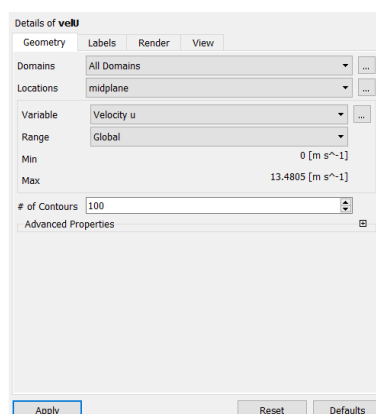 Details of velU
Geometry Labels Render View
Domains All Domains ...
Locations midplane ...
Variable Velocity u ...
Range Global
Min 0 [m s^-1]
Max 13.4805 [m s^-1]
# of Contours 100
Advanced Properties
Apply Reset Defaults